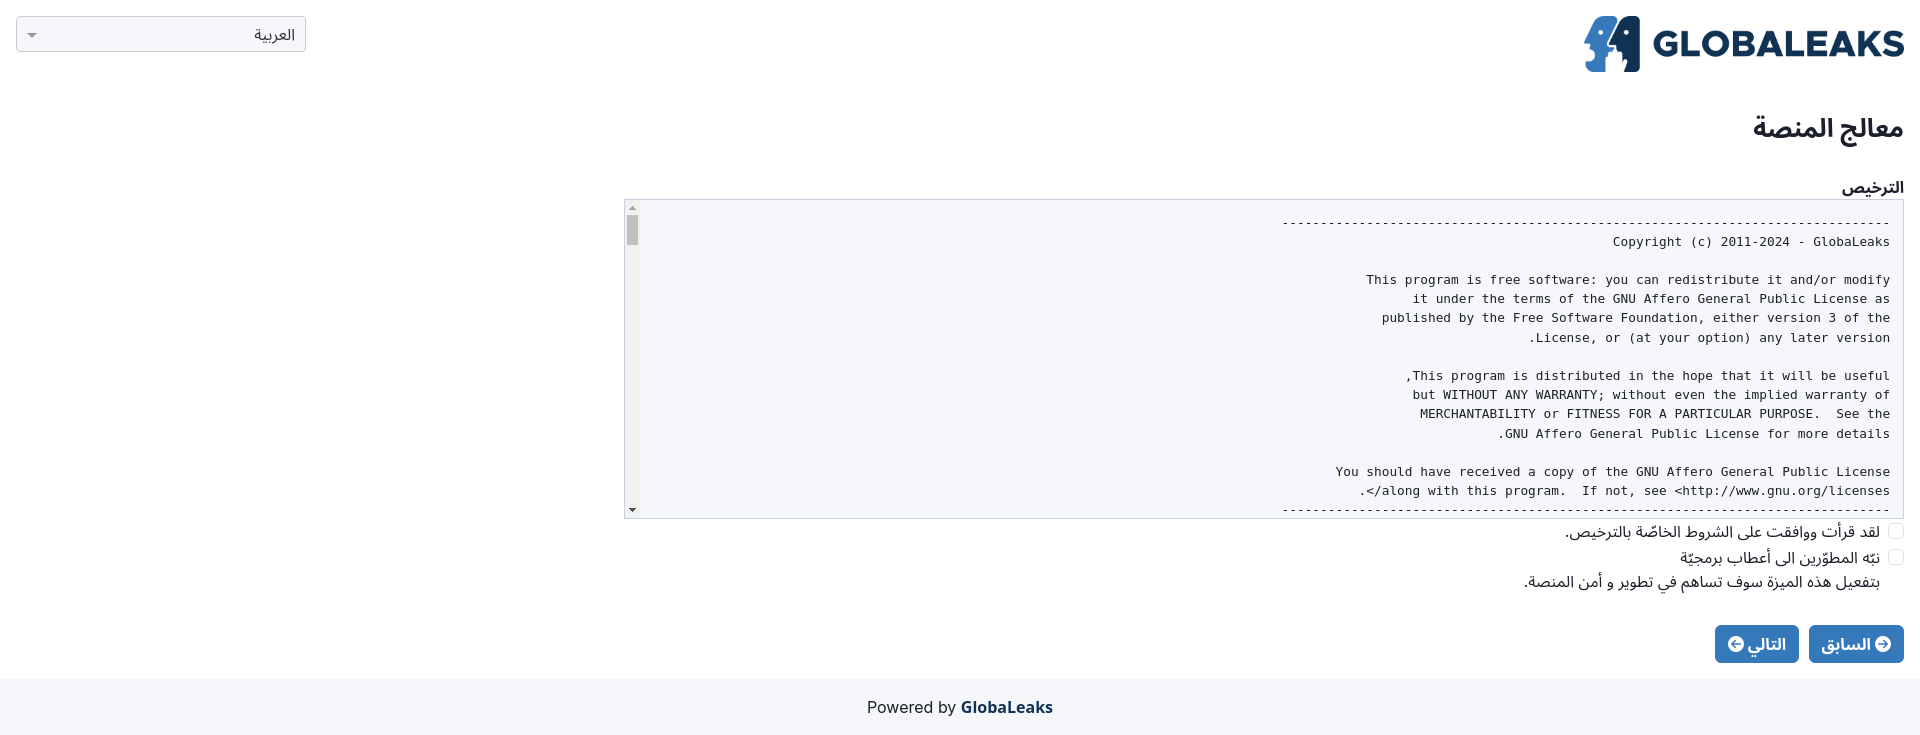 GLOBALEAKS
العربية
معالج المنصة
الترخيص
-------------------------------------------------------------------------------
Copyright (c) 2011-2024 - GlobaLeaks
This program is free software: you can redistribute it and/or modify
it under the terms of the GNU Affero General Public License as
published by the Free Software Foundation, either version 3 of the
.License, or (at your option) any later version
,This program is distributed in the hope that it will be useful
but WITHOUT ANY WARRANTY; without even the implied warranty of
MERCHANTABILITY or FITNESS FOR A PARTICULAR PURPOSE.  See the
.GNU Affero General Public License for more details
You should have received a copy of the GNU Affero General Public License
.</along with this program.  If not, see <http://www.gnu.org/licenses
-------------------------------------------------------------------------------
لقد قرأت ووافقت على الشروط الخاصّة بالترخيص.
نبّه المطوّرين الى أعطاب برمجيّة
بتفعيل هذه الميزة سوف تساهم في تطوير و أمن المنصة.
السابق
التالي
Powered by GlobaLeaks